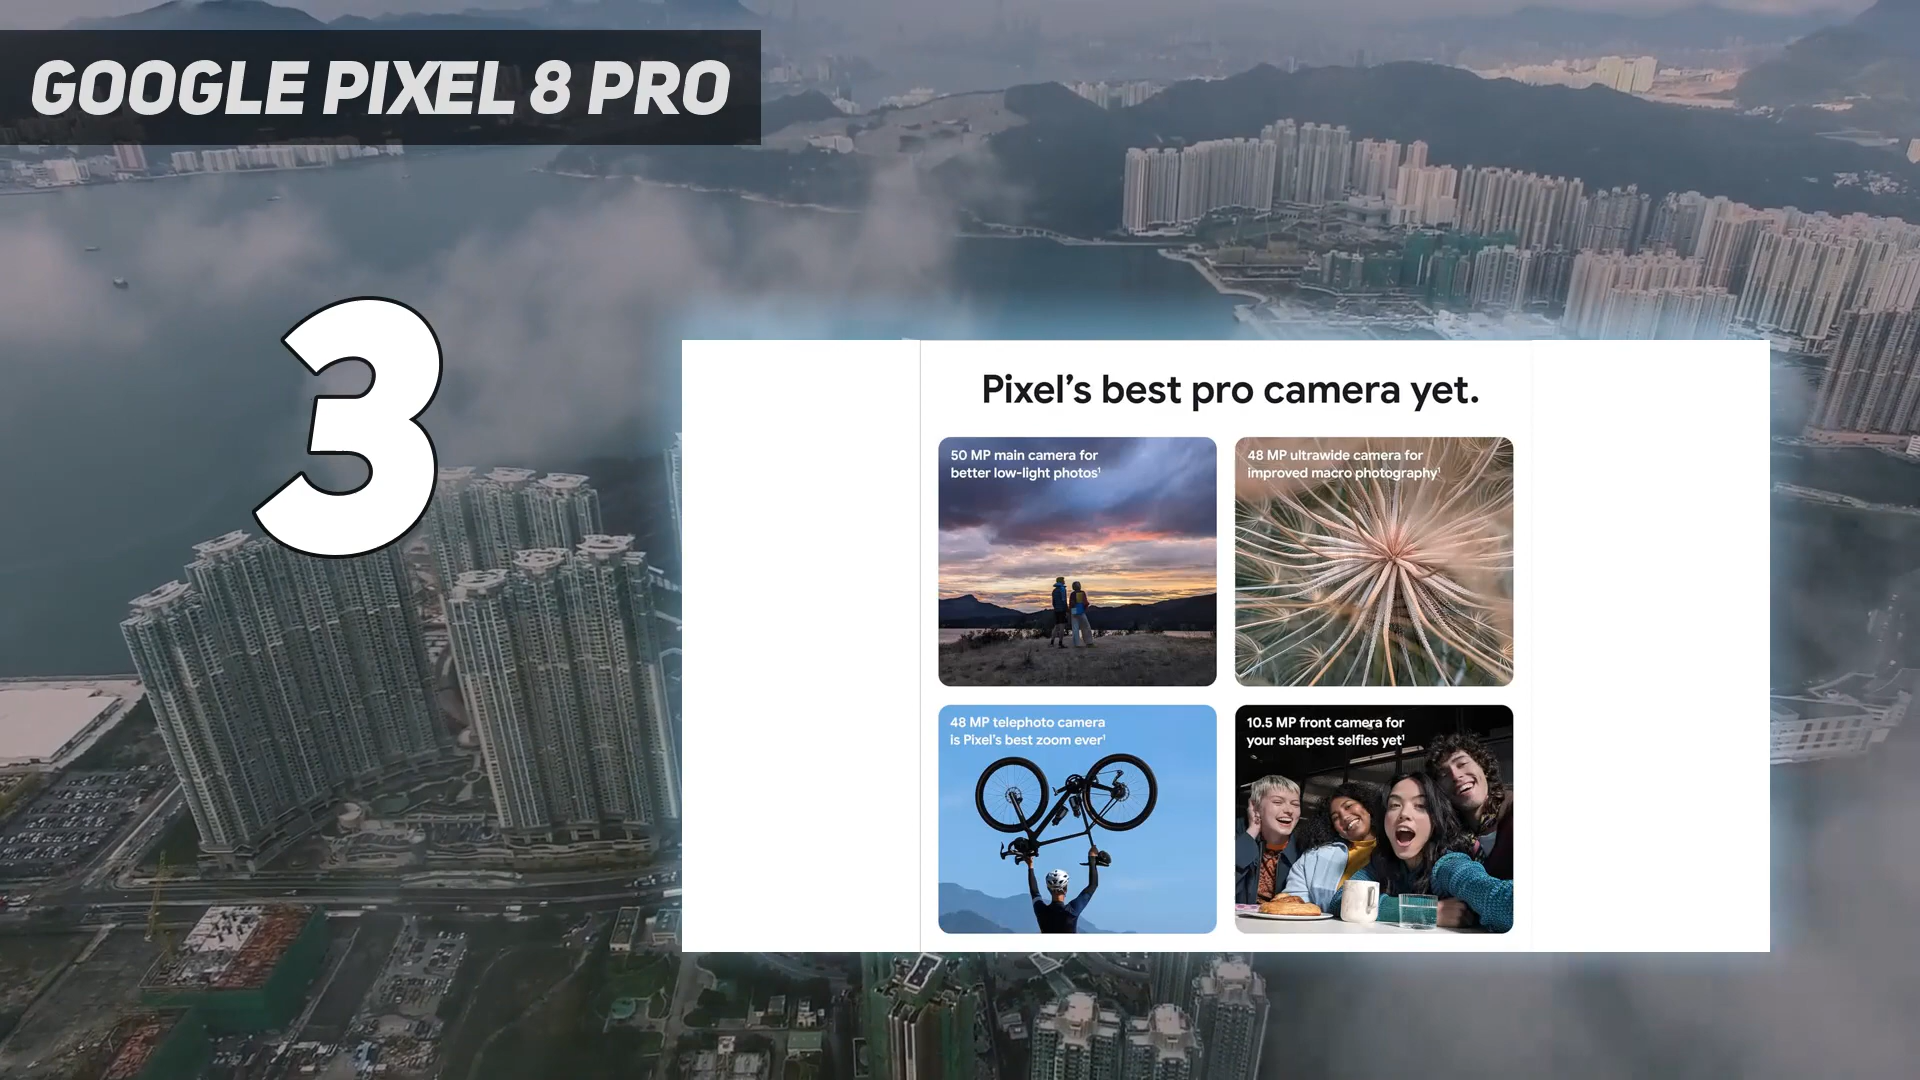 GOOGLE PIXEL 8 PRO
3
Pixel's best pro camera yet.
50 MP main camera for
better low-light photos¹
48 MP ultrawide camera for
improved macro photography¹
48 MP telephoto camera
is Pixel's best zoom ever¹
10.5 MP front camera for
your sharpest selfies yet¹